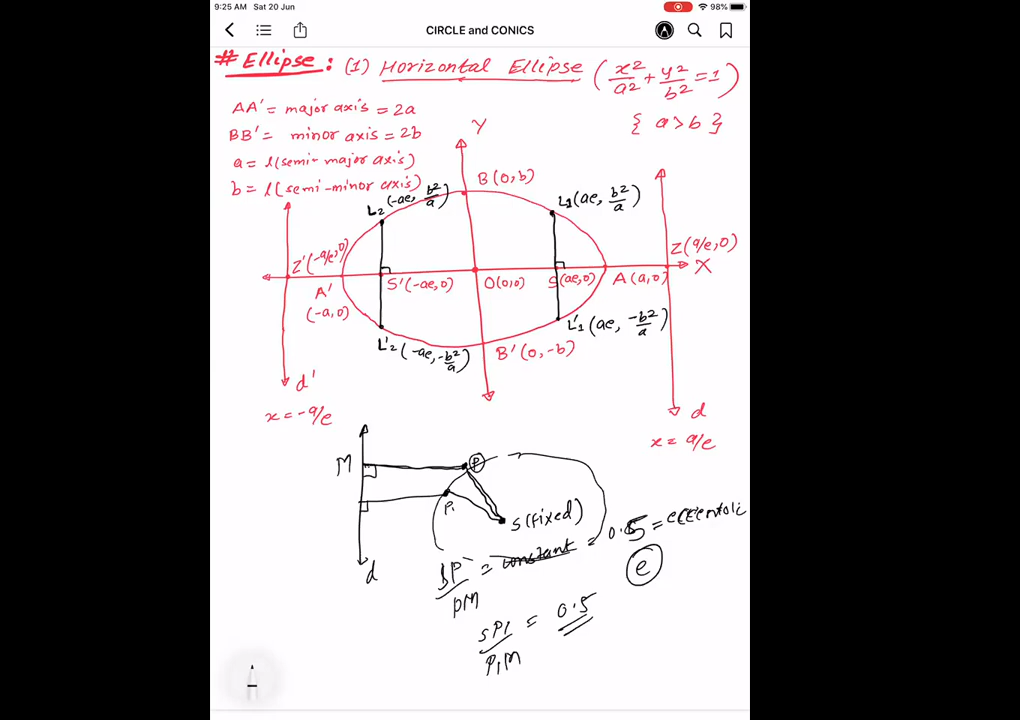 9:25 AM Sat 20 Jun 98%
CIRCLE and CONICS
# Ellipse : (1) Horizontal Ellipse (x²/a² + y²/b² = 1)
{ a > b }
AA' = major axis = 2a
BB' = minor axis = 2b
a = l(semi-major axis)
b = l(semi-minor axis)
Y
B (0, b)
L₂ (-ae, b²/a)
L₁ (ae, b²/a)
Z' (-a/e, 0)
Z (a/e, 0)
X
A' (-a, 0)
S' (-ae, 0)
O (0,0)
S (ae, 0)
A (a, 0)
L'₂ (-ae, -b²/a)
B' (0, -b)
L'₁ (ae, -b²/a)
d'
x = -a/e
d
x = a/e
M
P
P₁
S (fixed)
d
SP/PM = constant = 0.5 = eccentric
e
SP₁/P₁M = 0.5